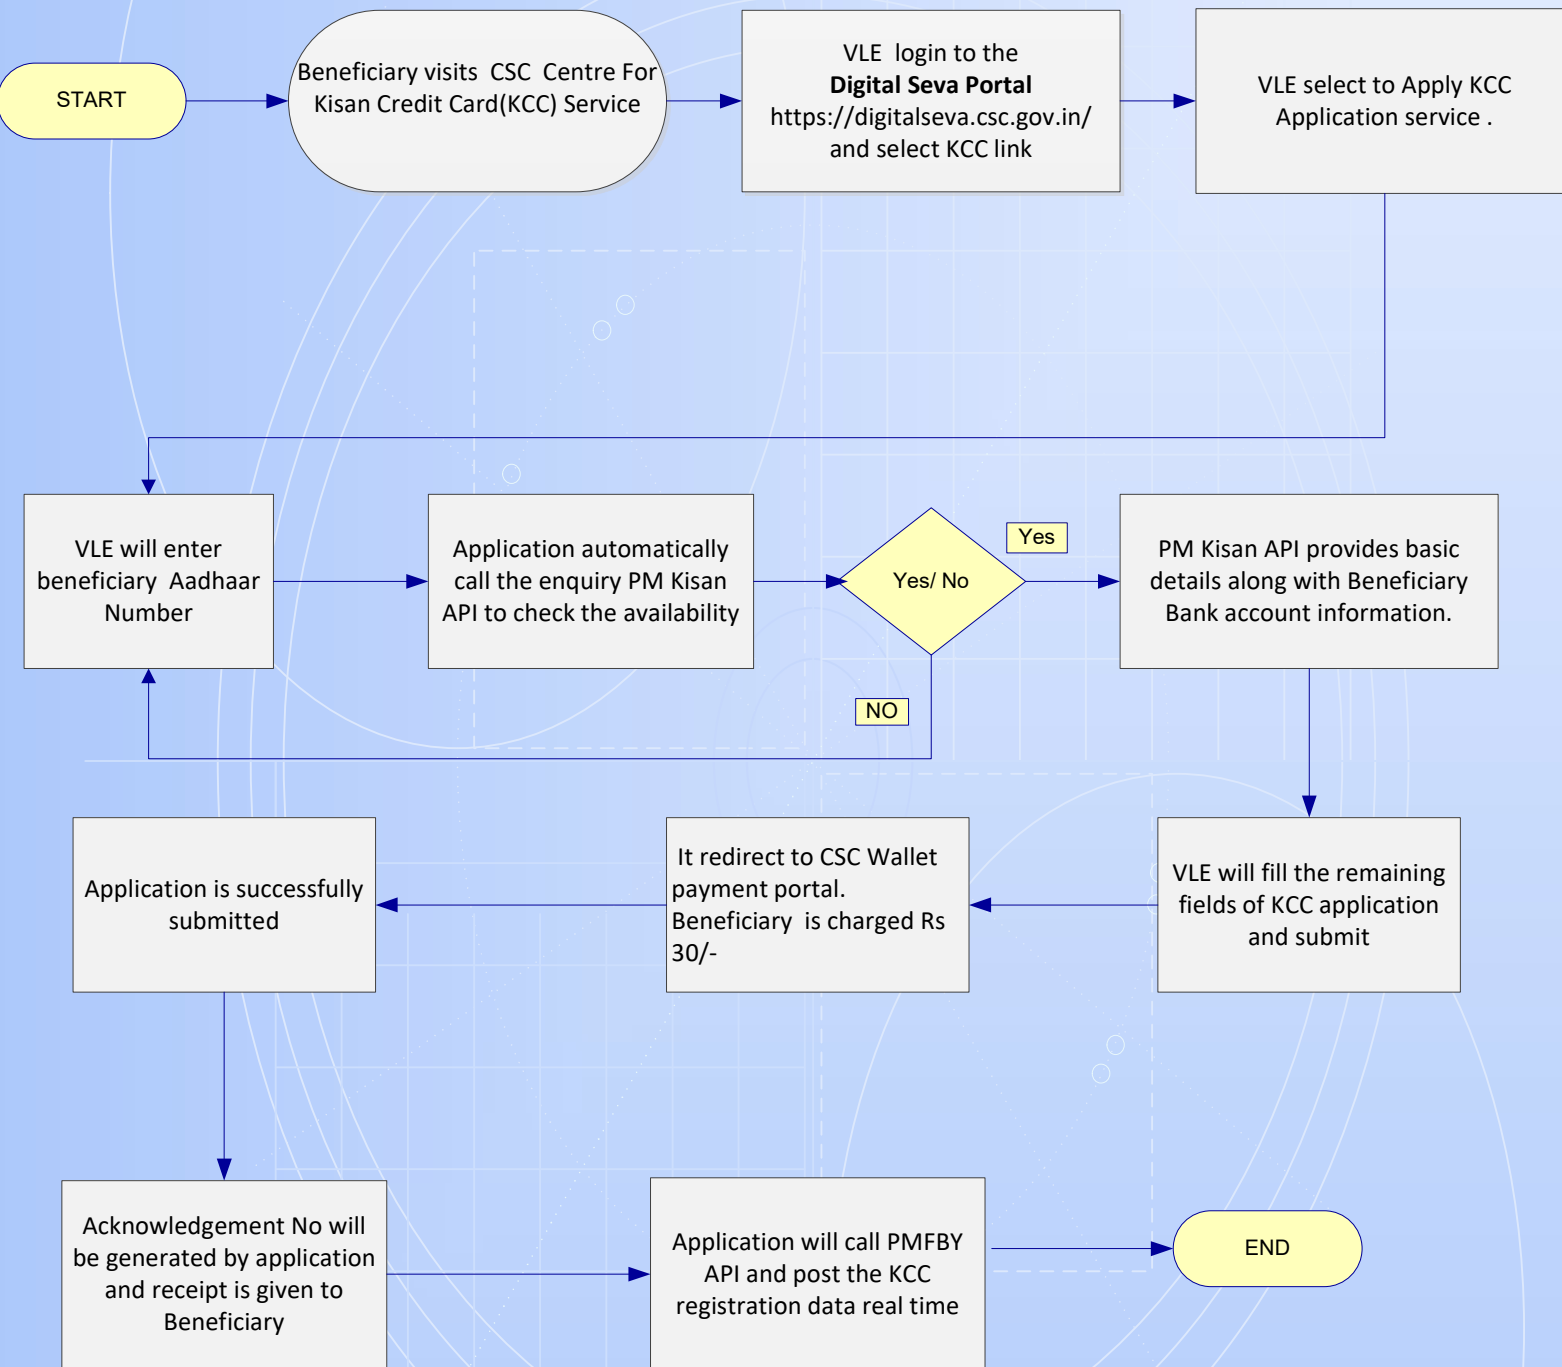 START
Beneficiary visits CSC Centre For
Kisan Credit Card(KCC) Service
VLE login to the
Digital Seva Portal
https://digitalseva.csc.gov.in/
and select KCC link
VLE select to Apply KCC
Application service .
VLE will enter
beneficiary Aadhaar
Number
Application automatically
call the enquiry PM Kisan
API to check the availability
Yes/ No
Yes
NO
PM Kisan API provides basic
details along with Beneficiary
Bank account information.
VLE will fill the remaining
fields of KCC application
and submit
It redirect to CSC Wallet
payment portal.
Beneficiary is charged Rs
30/-
Application is successfully
submitted
Acknowledgement No will
be generated by application
and receipt is given to
Beneficiary
Application will call PMFBY
API and post the KCC
registration data real time
END